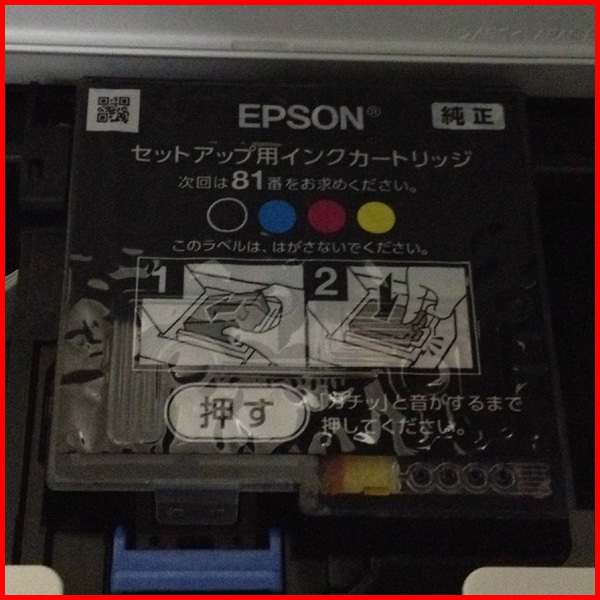 EPSON® 純正
セットアップ用インクカートリッジ
次回は81番をお求めください。
このラベルは、はがさないでください。
1 2
押す
「カチッ」と音がするまで
押してください。